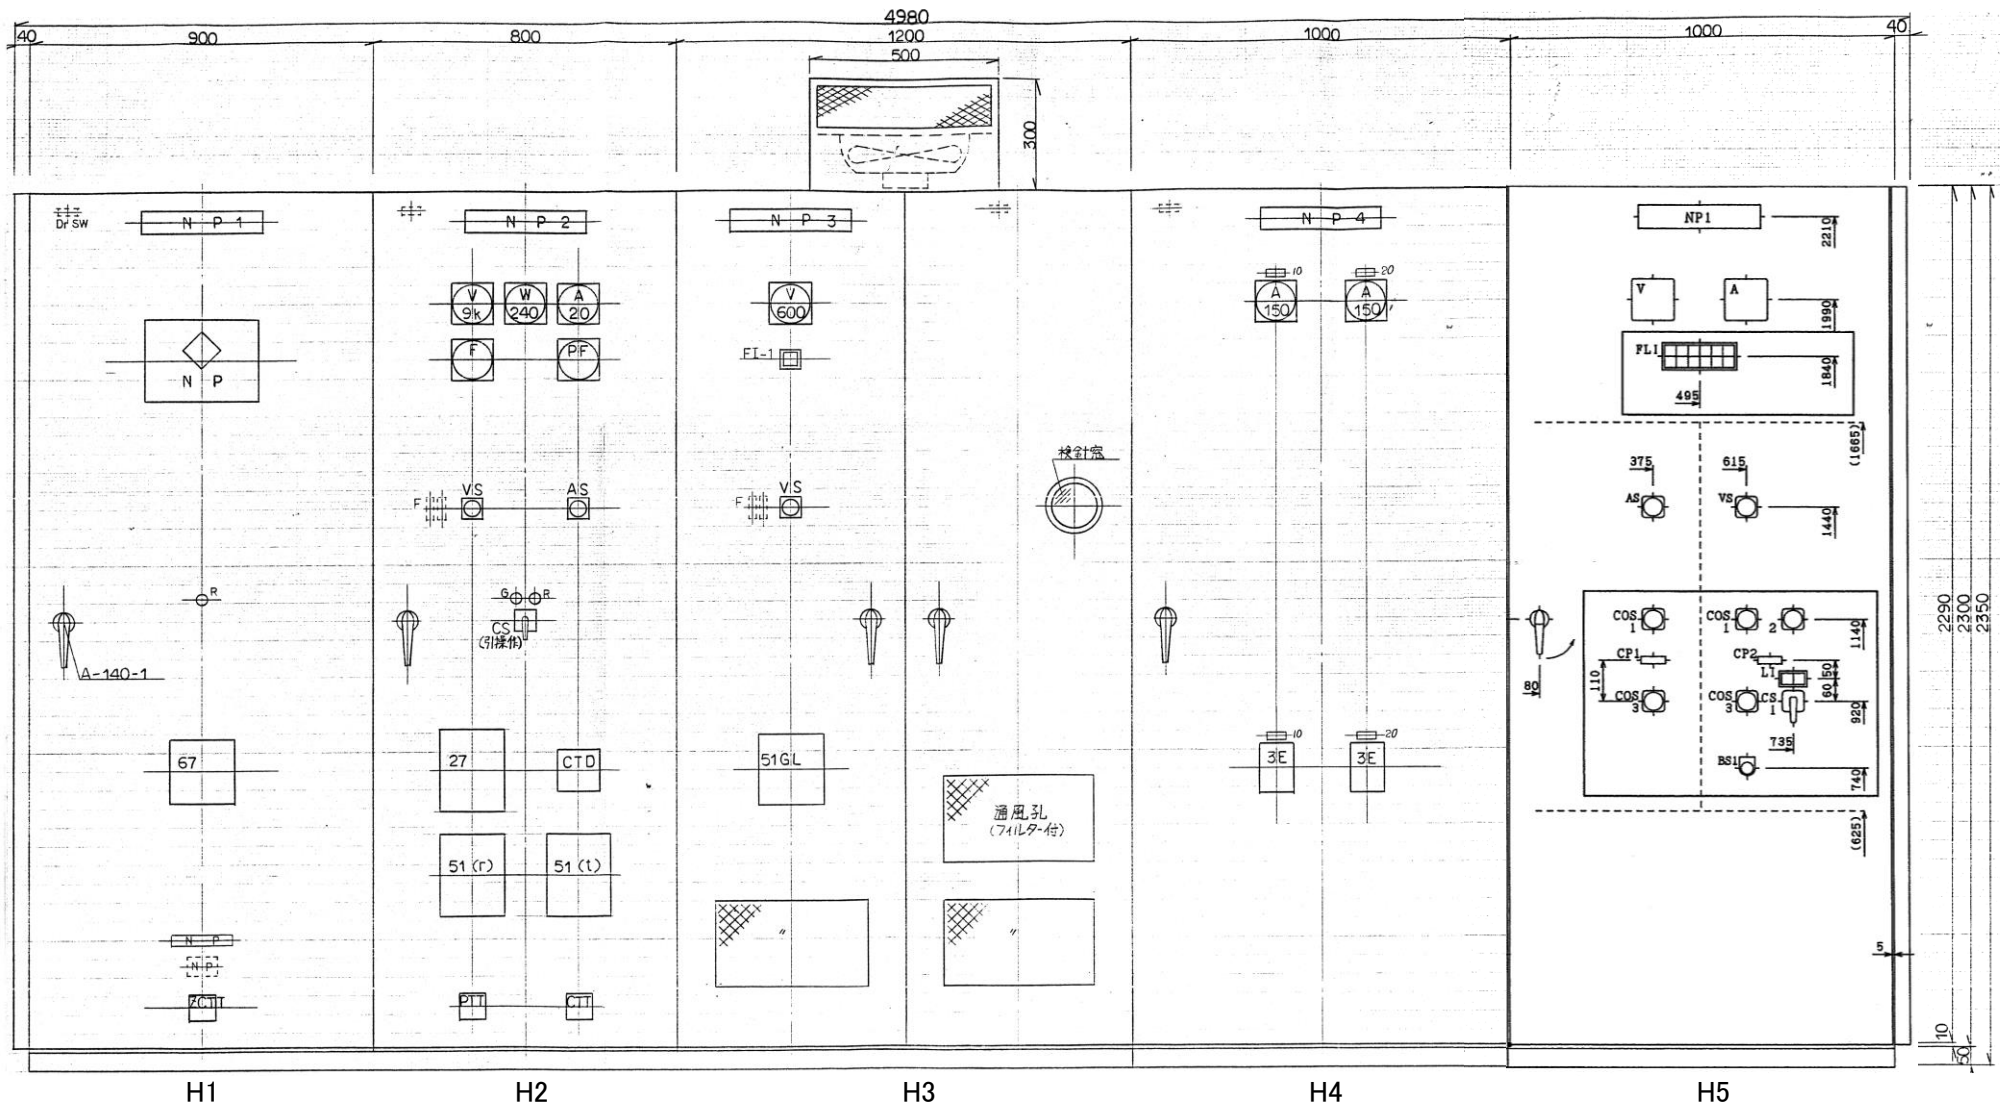 4980
40
900
800
1200
1000
1000
40
500
300
Dr SW
N P 1
N P 2
N P 3
N P 4
NP1
2210
V
9k
W
240
A
20
V
600
10
20
A
150
A
150
V
A
1990
F
PF
FI-1
FL1
1840
495
N P
(1665)
検針窓
375
615
F
VS
AS
F
VS
AS
VS
1440
R
G
R
CS
(引操作)
A-140-1
COS
1
COS
1
2
1140
CP1
CP2
L1
50
110
60
80
COS
3
COS
3
CS
1
920
735
BS1
740
67
27
CTD
51GL
10
20
3E
3E
通風孔
(フィルター付)
(625)
51(r)
51(t)
〃
〃
N P
N P
ZCTT
PTT
CTT
5
2290
2300
2350
10
50
H1
H2
H3
H4
H5